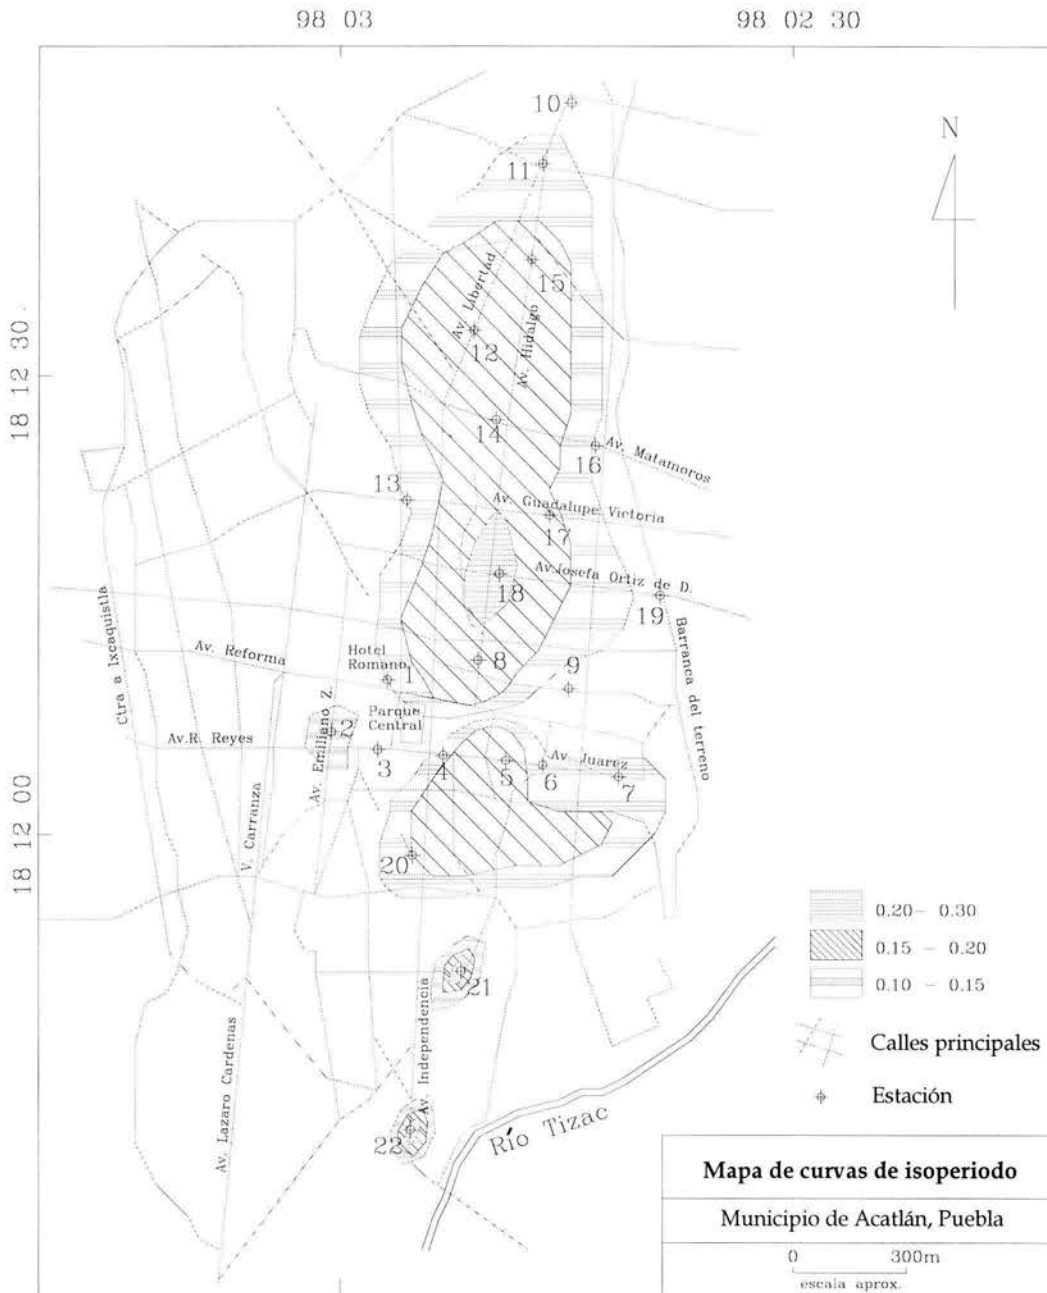 98 03
98 02 30
N
10
11
15
Av. Libertad
12
Av. Hidalgo
18 12 30.
14
16
Av. Matamoros
13
Av. Guadalupe Victoria
17
18
Av.Josefa Ortiz de D.
19
Ctra a Ixcaquistla
Av. Reforma
Hotel
Romano
1
8
9
Barranca del terreno
Av. Emiliano Z.
2
Parque
Central
Av.R. Reyes
3
4
5
6
Av. Juarez
7
18 12 00
V. Carranza
20
21
Av. Independencia
Av. Lazaro Cardenas
22
Río Tizac
0.20- 0.30
0.15 - 0.20
0.10 - 0.15
Calles principales
Estación
Mapa de curvas de isoperiodo
Municipio de Acatlán, Puebla
0 300m
escala aprox.